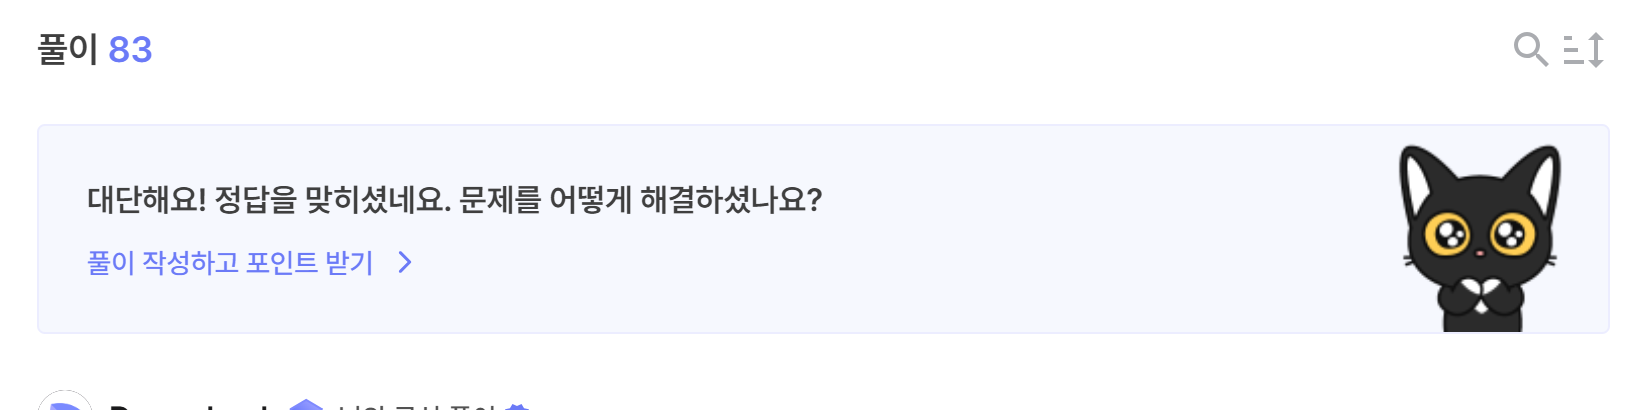 풀이 83
대단해요! 정답을 맞히셨네요. 문제를 어떻게 해결하셨나요?
풀이 작성하고 포인트 받기